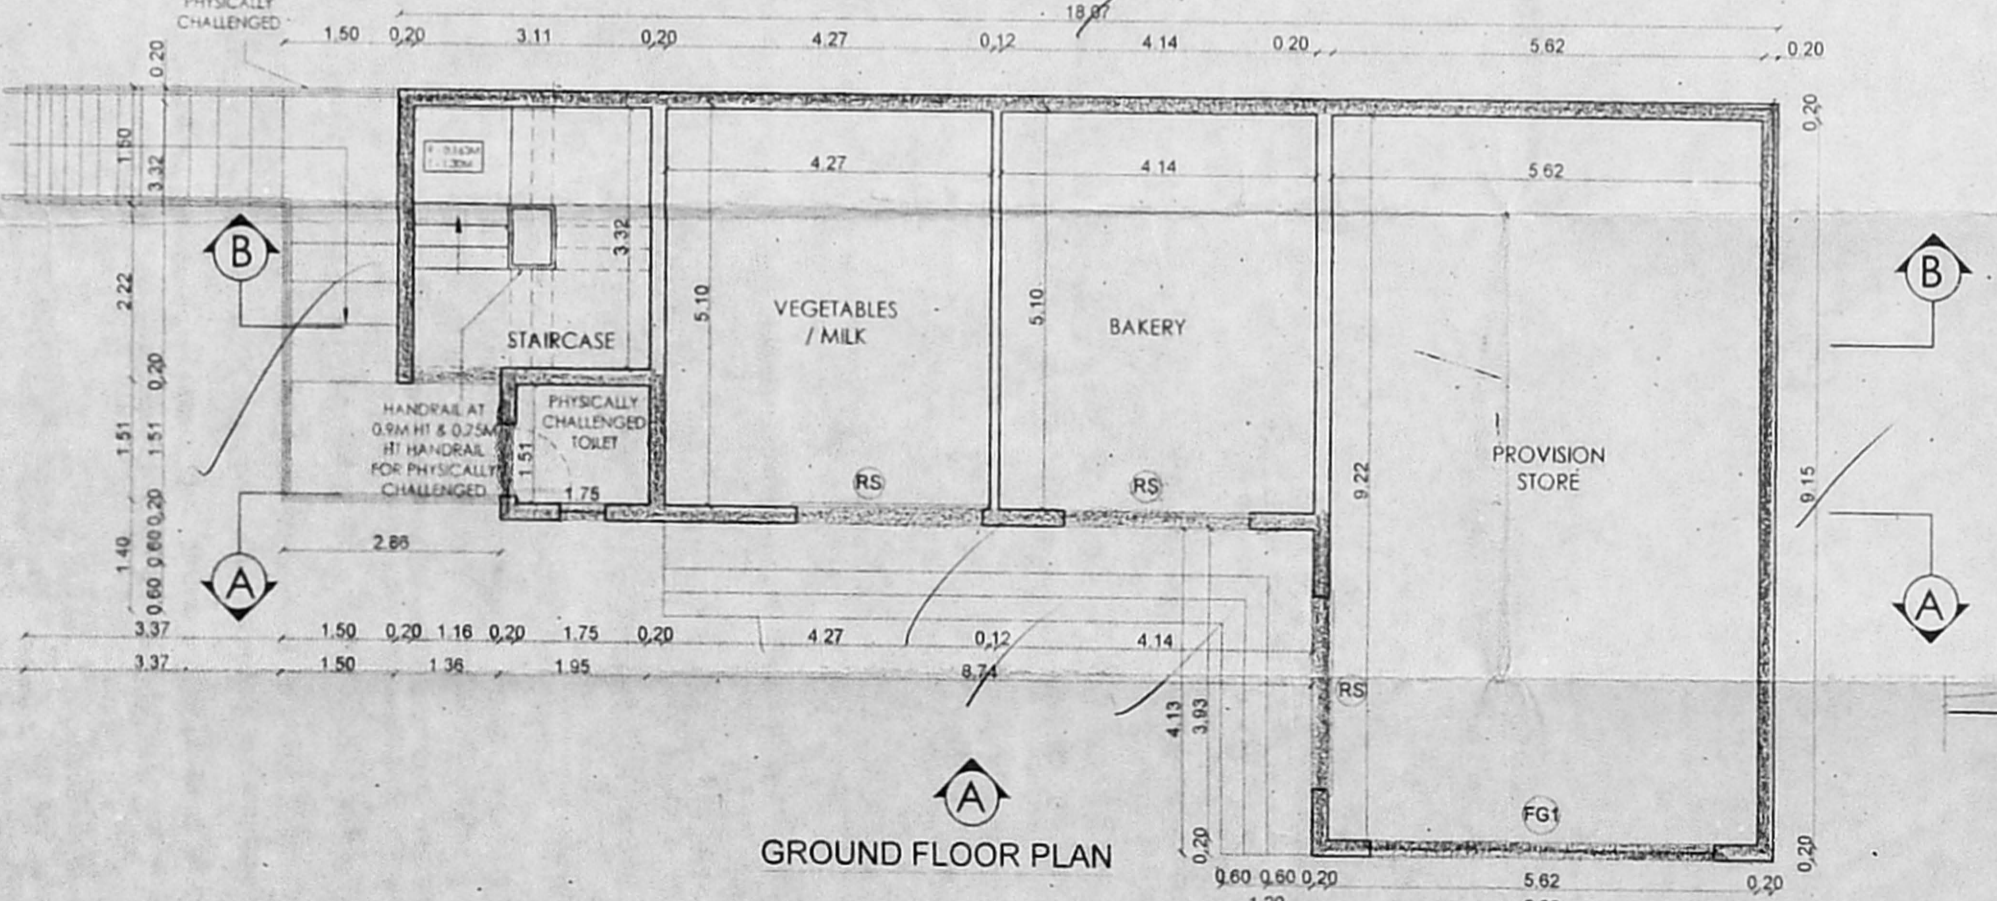 PHYSICALLY
CHALLENGED
18.07
1.50 0.20 3.11 0.20 4.27 0.12 4.14 0.20 5.62 0.20
0.20
1.50
3.32
2.22
0.20
1.51
1.51
0.20
1.40
0.60
0.60
4.27
4.14
5.62
0.20
B
B
3.32
5.10
5.10
VEGETABLES
/ MILK
BAKERY
STAIRCASE
HANDRAIL AT
0.9M HT & 0.75M
HT HANDRAIL
FOR PHYSICALLY
CHALLENGED
PHYSICALLY
CHALLENGED
TOILET
1.51
1.75
RS
RS
9.22
PROVISION
STORE
9.15
2.86
A
A
3.37 1.50 0.20 1.16 0.20 1.75 0.20 4.27 0.12 4.14
3.37 1.50 1.36 1.95 8.74
RS
4.13
3.93
0.20
A
GROUND FLOOR PLAN
FG1
0.20
0.60 0.60 0.20 5.62 0.20